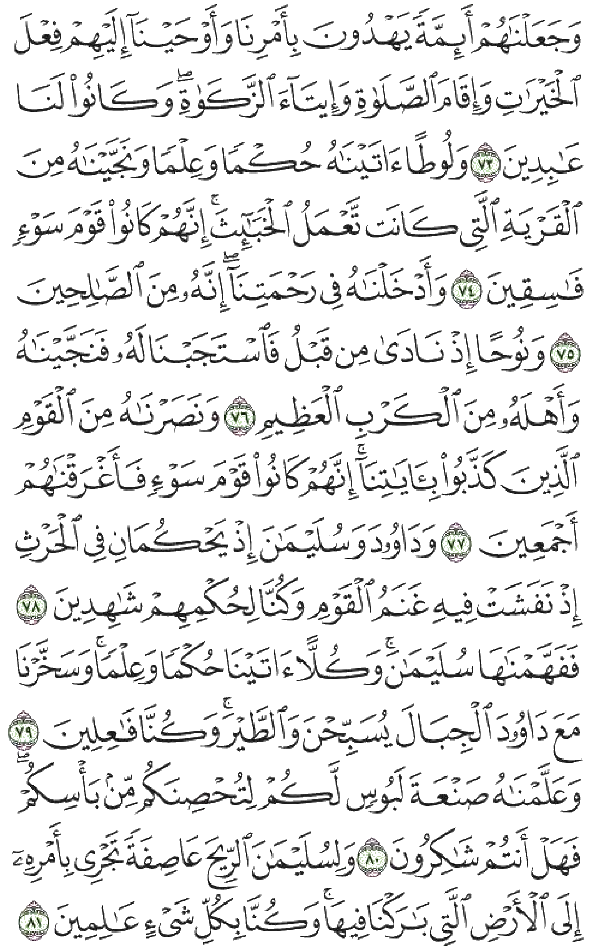 وَجَعَلْنَٰهُمْ أَئِمَّةً يَهْدُونَ بِأَمْرِنَا وَأَوْحَيْنَآ إِلَيْهِمْ فِعْلَ
ٱلْخَيْرَٰتِ وَإِقَامَ ٱلصَّلَوٰةِ وَإِيتَآءَ ٱلزَّكَوٰةِ ۖ وَكَانُوا۟ لَنَا
عَٰبِدِينَ ٧٣ وَلُوطًا ءَاتَيْنَٰهُ حُكْمًا وَعِلْمًا وَنَجَّيْنَٰهُ مِنَ
ٱلْقَرْيَةِ ٱلَّتِى كَانَت تَّعْمَلُ ٱلْخَبَٰٓئِثَ ۗ إِنَّهُمْ كَانُوا۟ قَوْمَ سَوْءٍ
فَٰسِقِينَ ٧٤ وَأَدْخَلْنَٰهُ فِى رَحْمَتِنَآ ۖ إِنَّهُۥ مِنَ ٱلصَّٰلِحِينَ
٧٥ وَنُوحًا إِذْ نَادَىٰ مِن قَبْلُ فَٱسْتَجَبْنَا لَهُۥ فَنَجَّيْنَٰهُ
وَأَهْلَهُۥ مِنَ ٱلْكَرْبِ ٱلْعَظِيمِ ٧٦ وَنَصَرْنَٰهُ مِنَ ٱلْقَوْمِ
ٱلَّذِينَ كَذَّبُوا۟ بِـَٔايَٰتِنَآ ۚ إِنَّهُمْ كَانُوا۟ قَوْمَ سَوْءٍ فَأَغْرَقْنَٰهُمْ
أَجْمَعِينَ ٧٧ وَدَاوُۥدَ وَسُلَيْمَٰنَ إِذْ يَحْكُمَانِ فِى ٱلْحَرْثِ
إِذْ نَفَشَتْ فِيهِ غَنَمُ ٱلْقَوْمِ وَكُنَّا لِحُكْمِهِمْ شَٰهِدِينَ ٧٨
فَفَهَّمْنَٰهَا سُلَيْمَٰنَ ۚ وَكُلًّا ءَاتَيْنَا حُكْمًا وَعِلْمًا ۚ وَسَخَّرْنَا
مَعَ دَاوُۥدَ ٱلْجِبَالَ يُسَبِّحْنَ وَٱلطَّيْرَ ۚ وَكُنَّا فَٰعِلِينَ ٧٩
وَعَلَّمْنَٰهُ صَنْعَةَ لَبُوسٍ لَّكُمْ لِتُحْصِنَكُم مِّنۢ بَأْسِكُمْ ۖ
فَهَلْ أَنتُمْ شَٰكِرُونَ ٨٠ وَلِسُلَيْمَٰنَ ٱلرِّيحَ عَاصِفَةً تَجْرِى بِأَمْرِهِۦٓ
إِلَى ٱلْأَرْضِ ٱلَّتِى بَٰرَكْنَا فِيهَا ۚ وَكُنَّا بِكُلِّ شَىْءٍ عَٰلِمِينَ ٨١